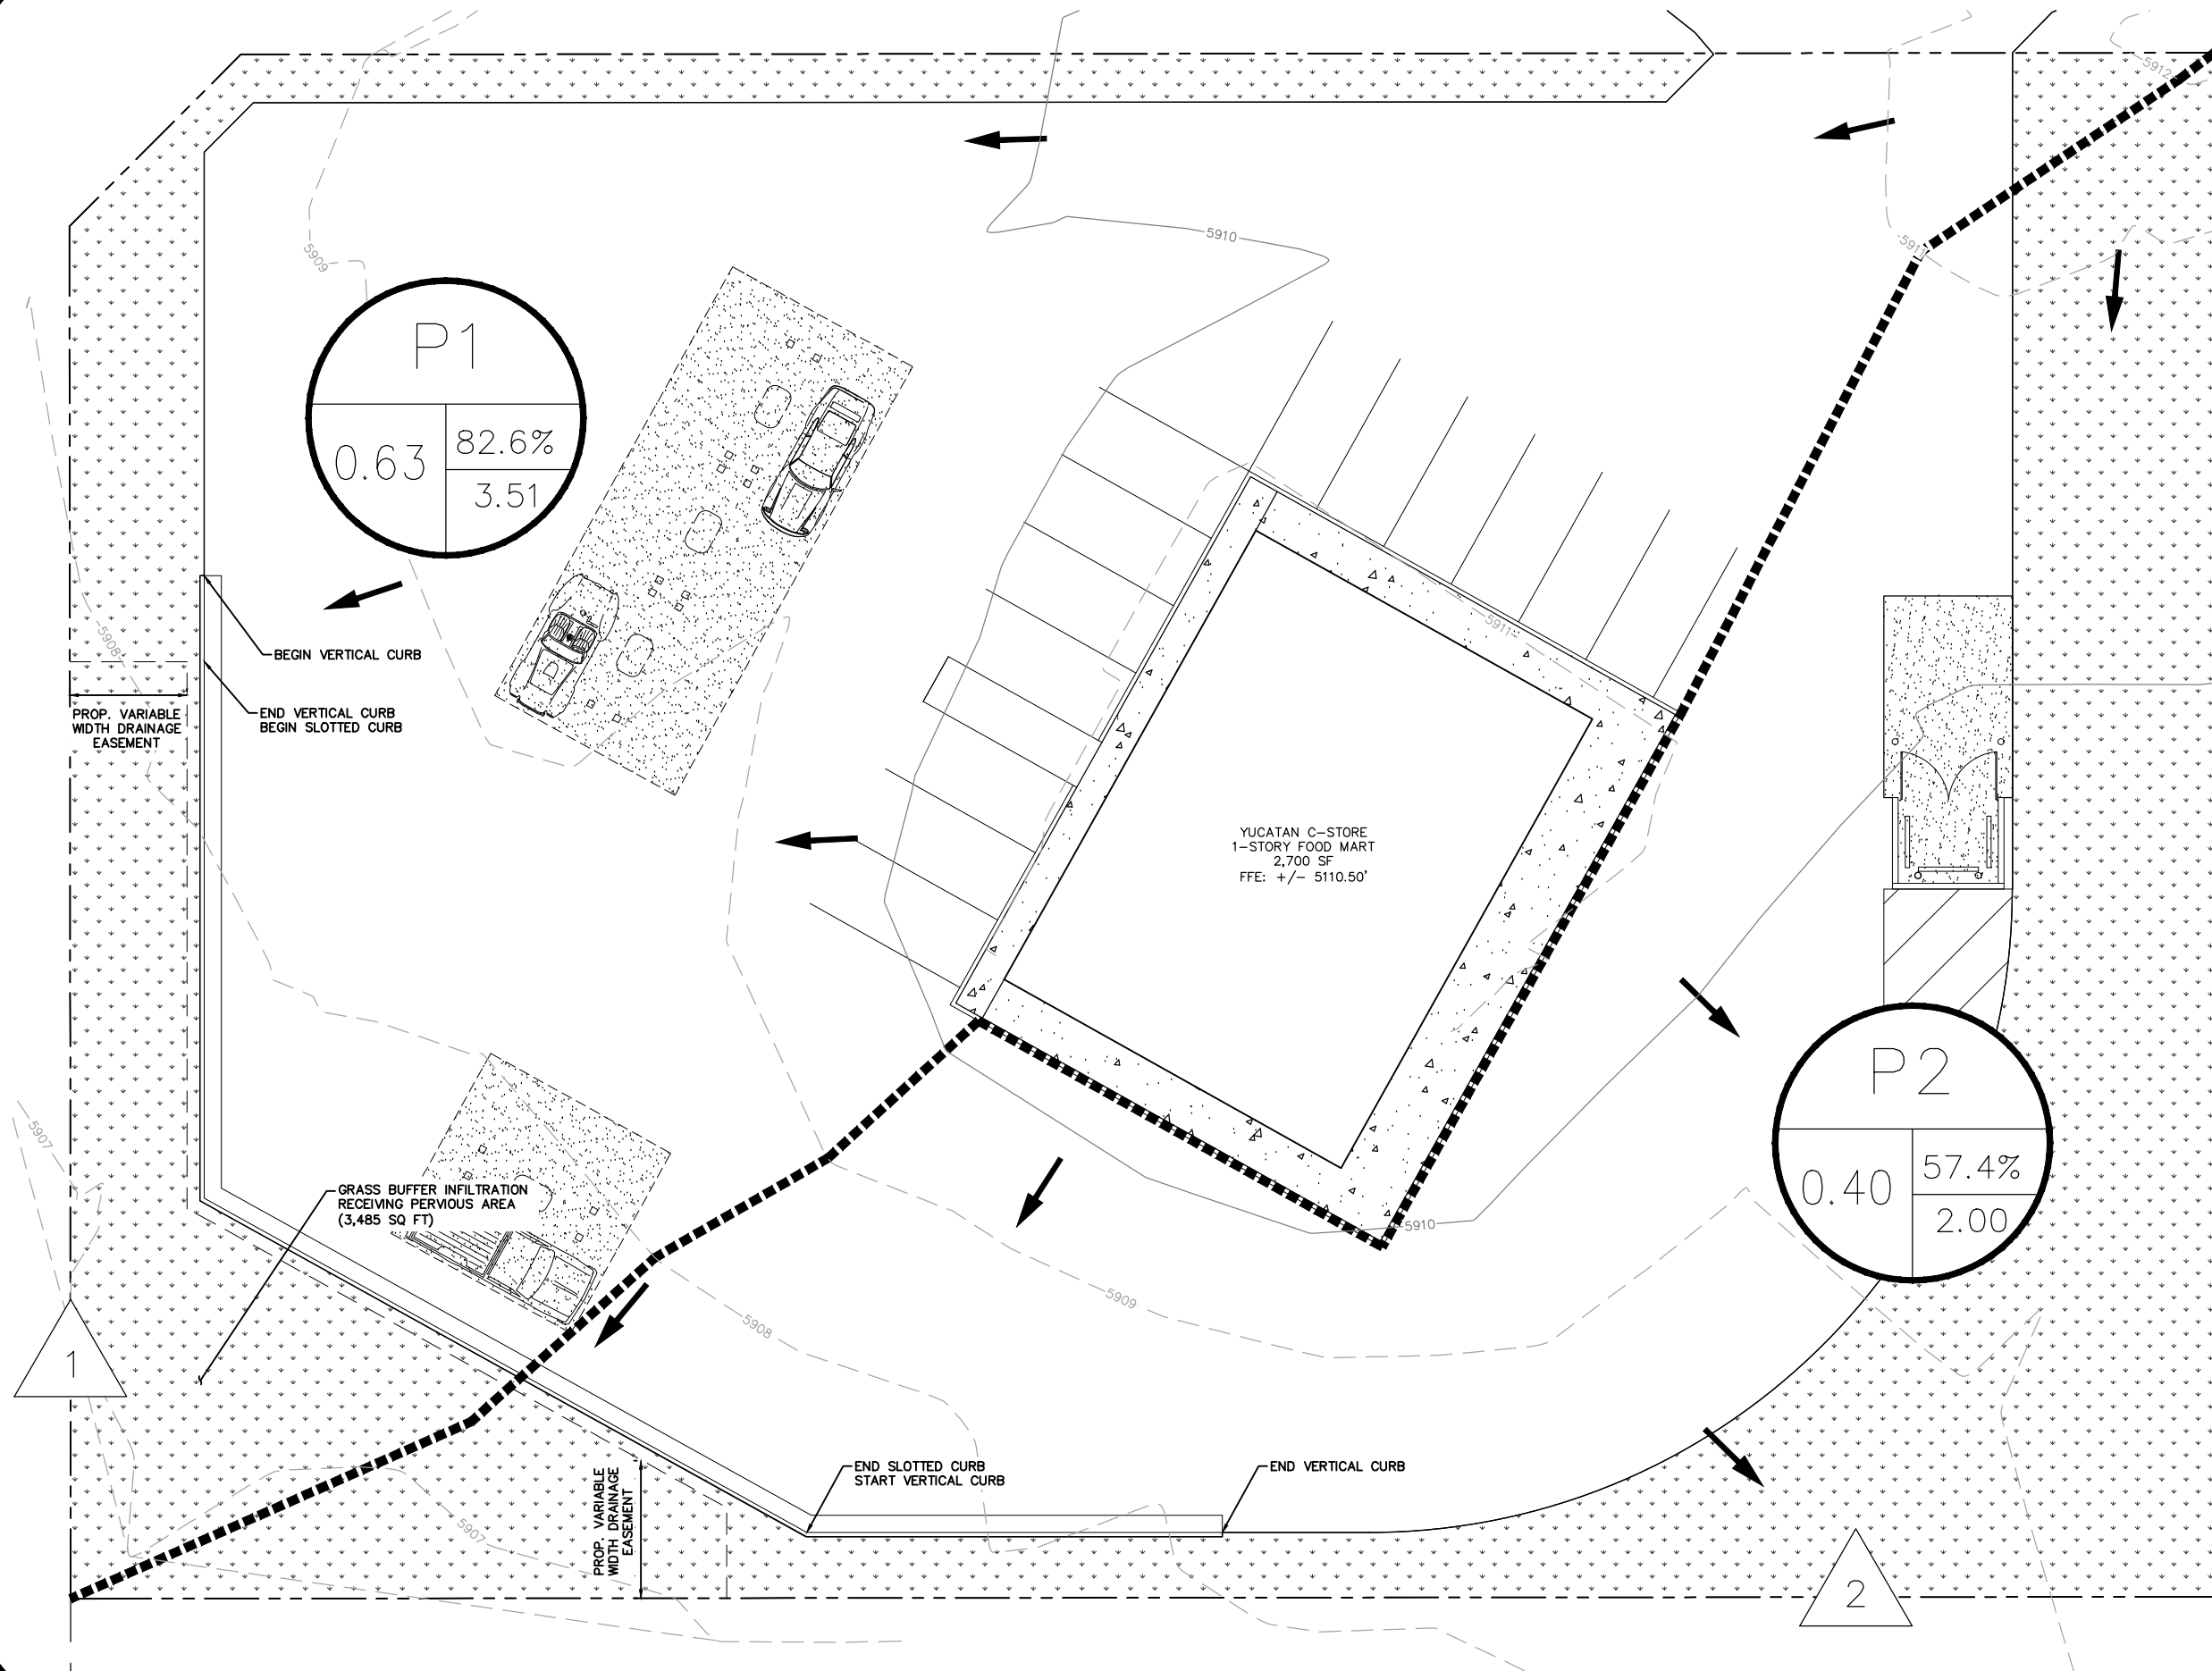 5912
5910
5911
5909
P1
0.63
82.6%
3.51
5911
BEGIN VERTICAL CURB
5908
END VERTICAL CURB
BEGIN SLOTTED CURB
PROP. VARIABLE
WIDTH DRAINAGE
EASEMENT
YUCATAN C-STORE
1-STORY FOOD MART
2,700 SF
FFE: +/- 5110.50'
P2
0.40
57.4%
2.00
5907
GRASS BUFFER INFILTRATION
RECEIVING PERVIOUS AREA
(3,485 SQ FT)
5910
5909
5908
1
END SLOTTED CURB
START VERTICAL CURB
END VERTICAL CURB
PROP. VARIABLE
WIDTH DRAINAGE
EASEMENT
5907
2